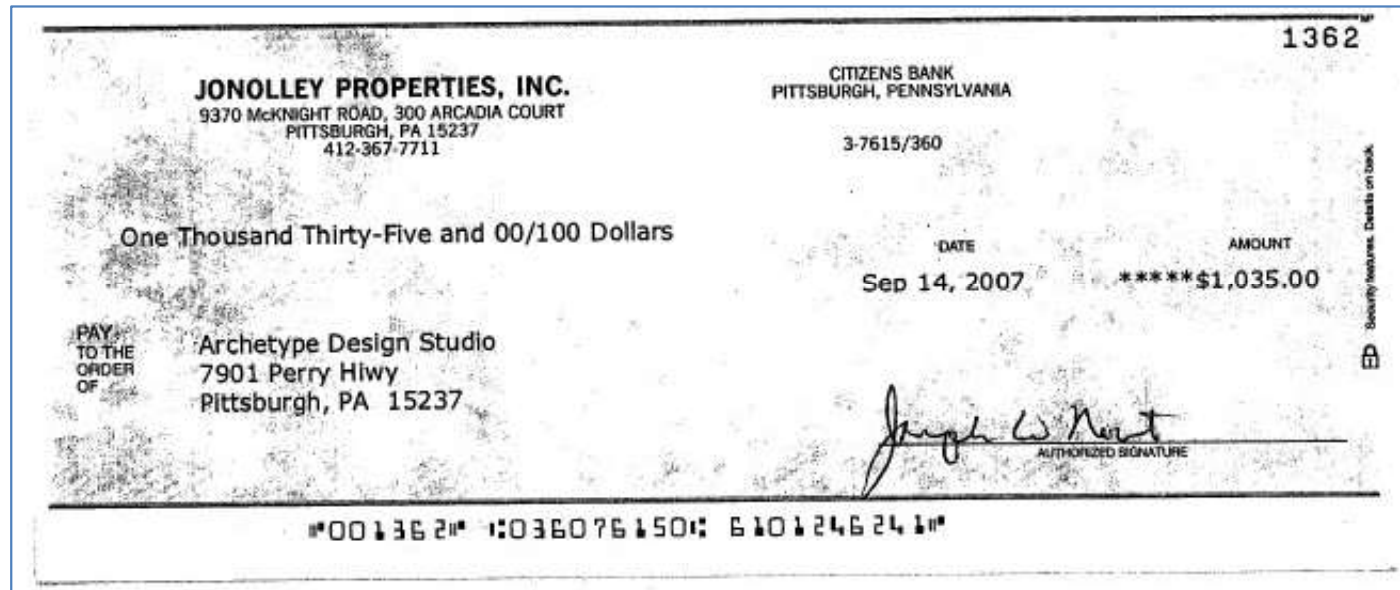 1362
JONOLLEY PROPERTIES, INC.
9370 McKNIGHT ROAD, 300 ARCADIA COURT
PITTSBURGH, PA 15237
412-367-7711
CITIZENS BANK
PITTSBURGH, PENNSYLVANIA
3-7615/360
One Thousand Thirty-Five and 00/100 Dollars
DATE
AMOUNT
Sep 14, 2007
*****$1,035.00
Security features. Details on back.
PAY
TO THE
ORDER
OF
Archetype Design Studio
7901 Perry Hiwy
Pittsburgh, PA 15237
AUTHORIZED SIGNATURE
⑈001362⑈ ⑆036076150⑆ 6101246241⑈